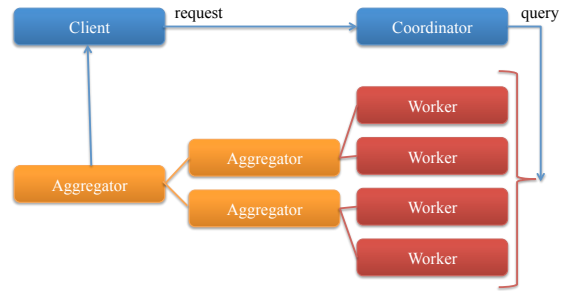 request
query
Client
Coordinator
Worker
Aggregator
Worker
Aggregator
Aggregator
Worker
Worker